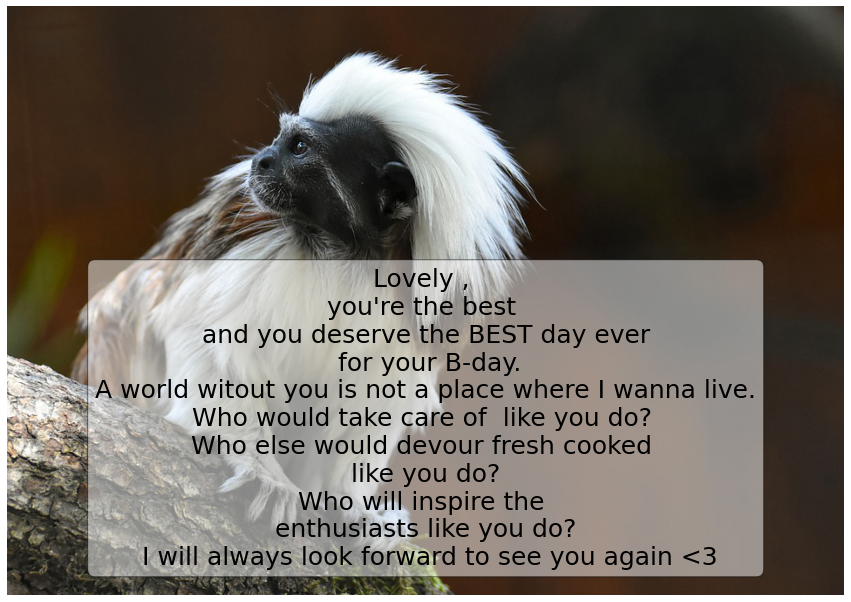 Lovely ,
you're the best
and you deserve the BEST day ever
for your B-day.
A world witout you is not a place where I wanna live.
Who would take care of  like you do?
Who else would devour fresh cooked
like you do?
Who will inspire the
enthusiasts like you do?
I will always look forward to see you again <3